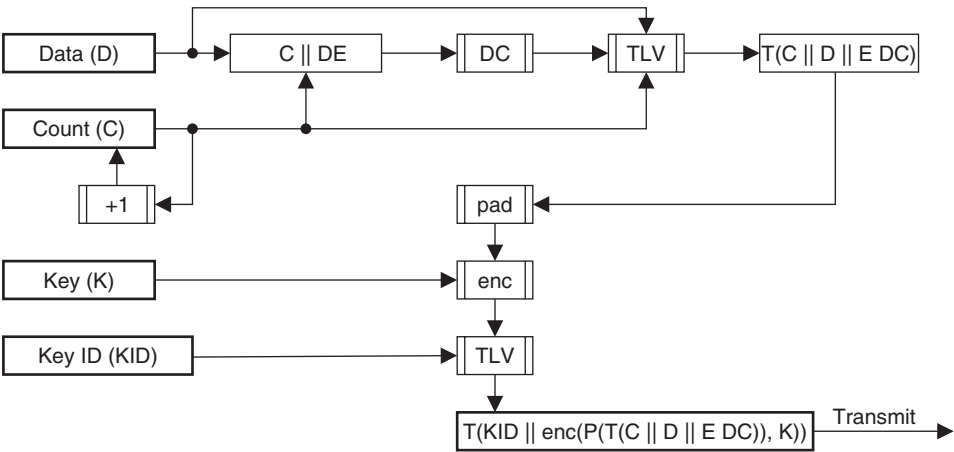 Data (D)
C || DE
DC
TLV
T(C || D || E DC)
Count (C)
+1
pad
Key (K)
enc
Key ID (KID)
TLV
T(KID || enc(P(T(C || D || E DC)), K))
Transmit